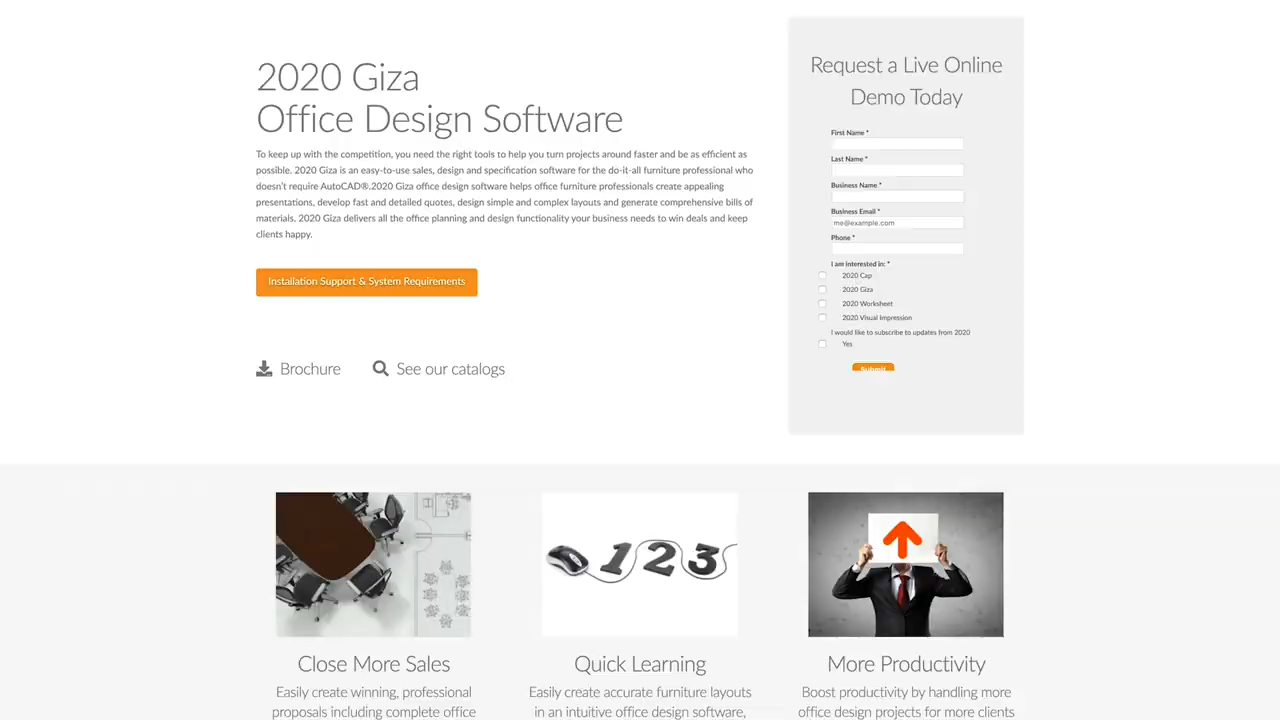 2020 Giza
Office Design Software
To keep up with the competition, you need the right tools to help you turn projects around faster and be as efficient as
possible. 2020 Giza is an easy-to-use sales, design and specification software for the do-it-all furniture professional who
doesn't require AutoCAD®.2020 Giza office design software helps office furniture professionals create appealing
presentations, develop fast and detailed quotes, design simple and complex layouts and generate comprehensive bills of
materials. 2020 Giza delivers all the office planning and design functionality your business needs to win deals and keep
clients happy.
Installation Support & System Requirements
Brochure
See our catalogs
Request a Live Online
Demo Today
First Name *
Last Name *
Business Name *
Business Email *
me@example.com
Phone *
I am interested in: *
2020 Cap
2020 Giza
2020 Worksheet
2020 Visual Impression
I would like to subscribe to updates from 2020
Yes
Submit
123
Close More Sales
Easily create winning, professional
proposals including complete office
Quick Learning
Easily create accurate furniture layouts
in an intuitive office design software,
More Productivity
Boost productivity by handling more
office design projects for more clients